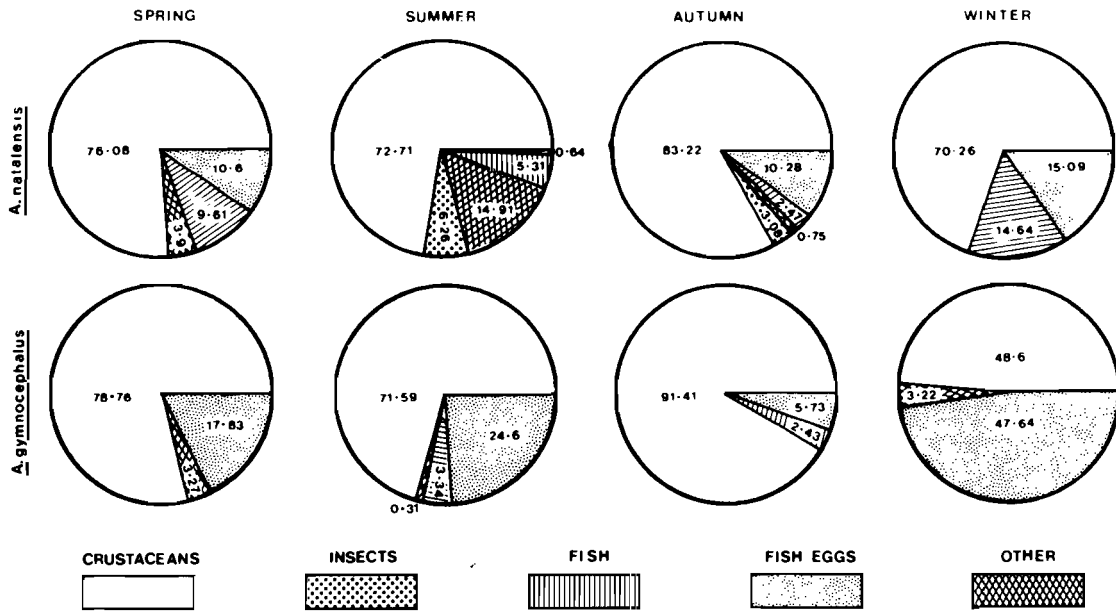 SPRING SUMMER AUTUMN WINTER
A. natalensis
76·08 10·6 9·61 3·9
72·71 0·64 5·31 14·91 6·26
83·22 10·28 2·47 0·75 3·08
70·26 15·09 14·64
A. gymnocephalus
78·76 17·83 3·27
71·59 24·6 3·34 0·31
91·41 5·73 2·43
48·6 3·22 47·64
CRUSTACEANS INSECTS FISH FISH EGGS OTHER